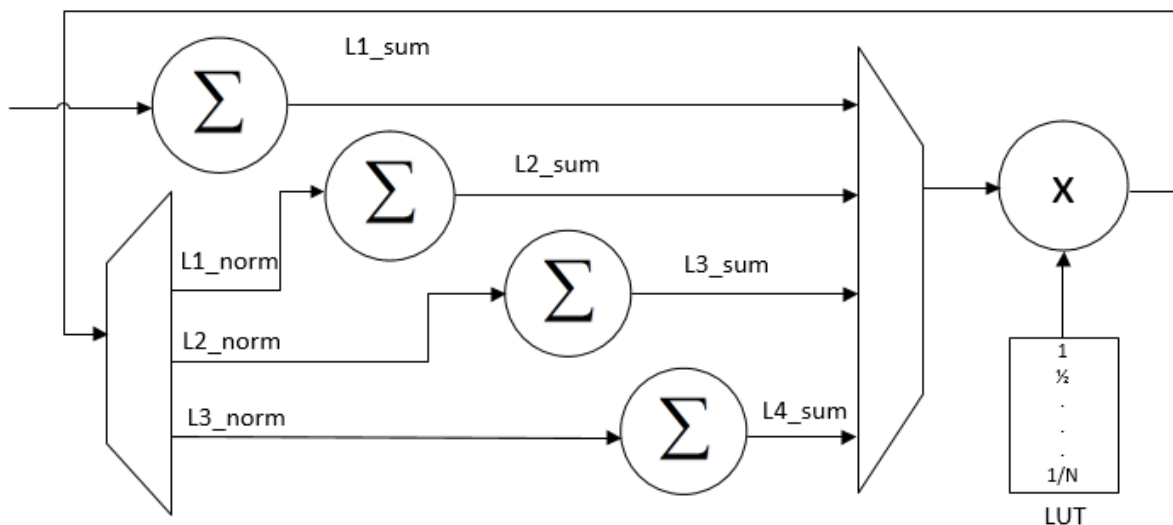 L1_sum
∑
L2_sum
∑
L1_norm
L3_sum
∑
L2_norm
L3_norm
L4_sum
∑
x
1
½
.
.
.
1/N
LUT